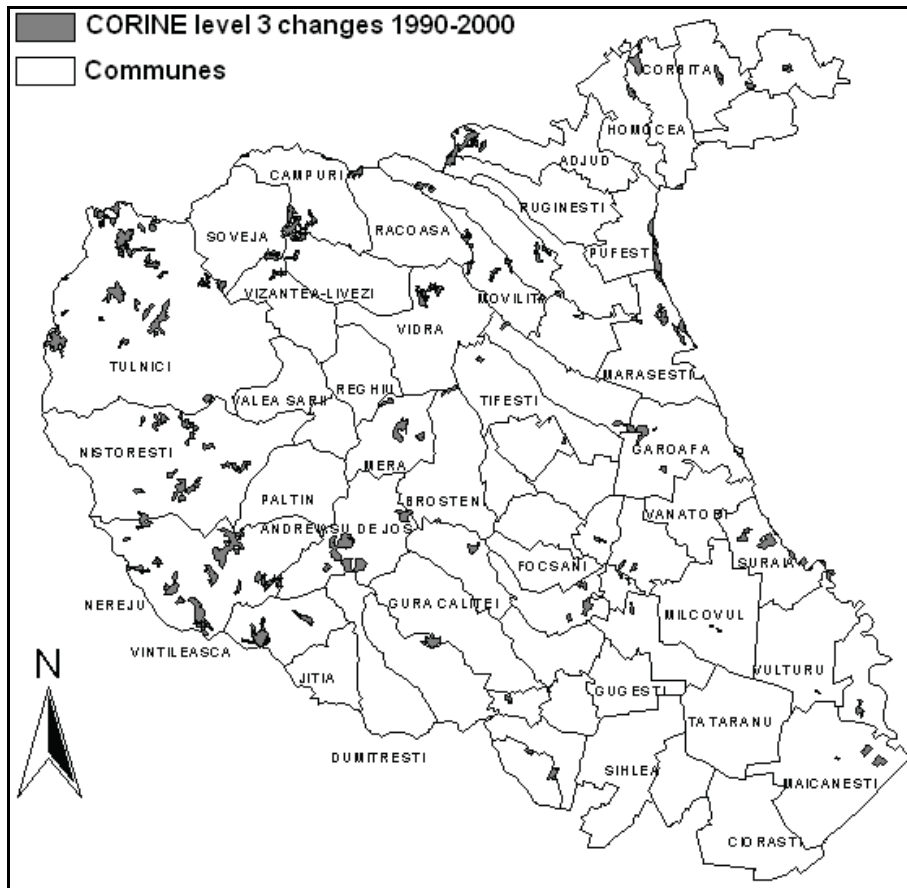 CORINE level 3 changes 1990-2000
Communes
CORBITA
HOMOCEA
ADJUD
CAMPURI
RUGINESTI
SOVEJA
RACOASA
PUFEST
VIZANTEA-LIVEZI
MOVILITA
VIDRA
TULNICI
MARASESTI
VALEA SARII
REGHIU
TIFESTI
NISTORESTI
GAROAFA
MERA
PALTIN
BROSTEN
VANATORI
ANDREIASU DE JOS
FOCSANI
SURAIA
NEREJU
GURA CALITEI
MILCOVUL
VINTILEASCA
N
JITIA
VULTURU
GUGESTI
TATARANU
DUMITRESTI
SIHLEA
MAICANESTI
CIORASTI